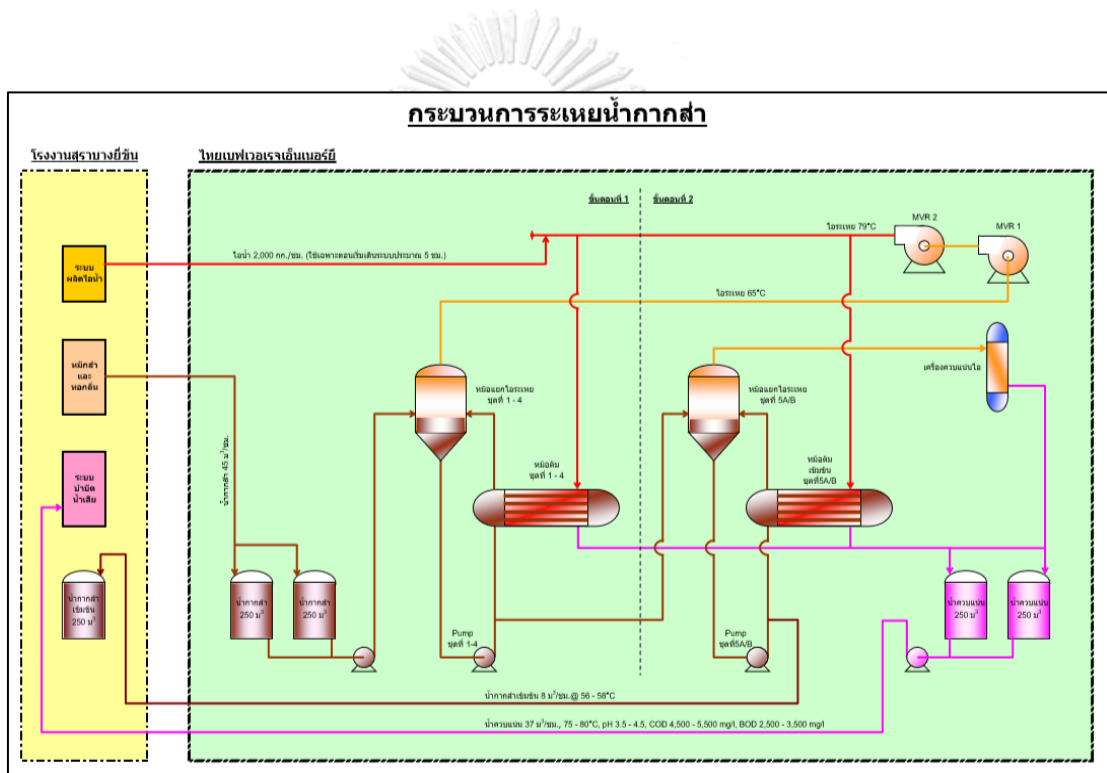 กระบวนการระเหยน้ำกากส่า
โรงงานสุราบางยี่ขัน
ไทยเบฟเวอเรจเอ็นเนอร์ยี
ขั้นตอนที่ 1
ขั้นตอนที่ 2
ไอระเหย 79°C
MVR 2
MVR 1
ระบบ
ผลิตไอน้ำ
ไอน้ำ 2,000 กก./ชม. (ใช้เฉพาะตอนเริ่มเดินระบบประมาณ 5 ชม.)
ไอระเหย 65°C
หมักส่า
และ
หอกลั่น
เครื่องควบแน่นไอ
หม้อแยกไอระเหย
ชุดที่ 1 - 4
หม้อแยกไอระเหย
ชุดที่ 5A/B
น้ำกากส่า 45 ม³/ชม.
ระบบ
บำบัด
น้ำเสีย
หม้อต้ม
ชุดที่ 1 - 4
หม้อต้ม
เข้มข้น
ชุดที่5A/B
น้ำกากส่า
เข้มข้น
250 ม³
น้ำกากส่า
250 ม³
น้ำกากส่า
250 ม³
น้ำควบแน่น
250 ม³
น้ำควบแน่น
250 ม³
Pump
ชุดที่ 1-4
Pump
ชุดที่5A/B
น้ำกากส่าเข้มข้น 8 ม³/ชม.@ 56 - 58°C
น้ำควบแน่น 37 ม³/ชม., 75 - 80°C, pH 3.5 - 4.5, COD 4,500 - 5,500 mg/l, BOD 2,500 - 3,500 mg/l